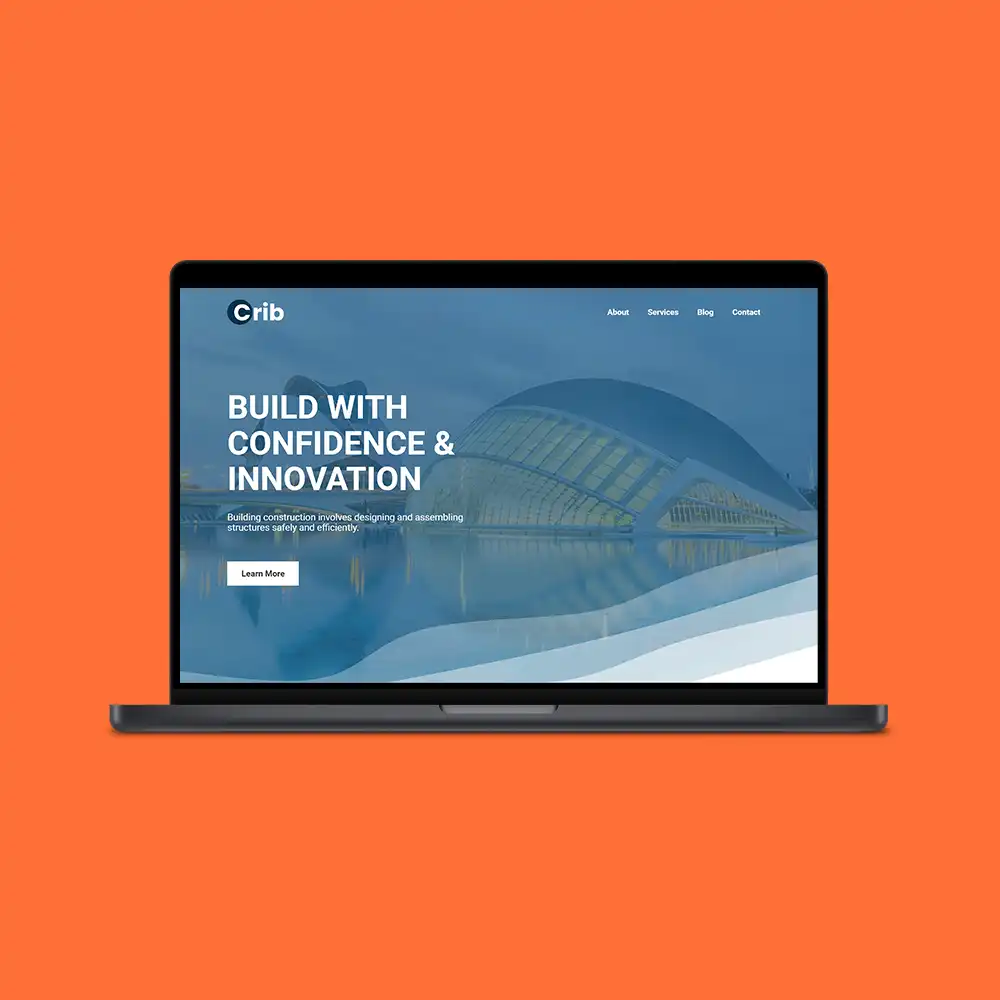 Crib
About Services Blog Contact
BUILD WITH
CONFIDENCE &
INNOVATION
Building construction involves designing and assembling
structures safely and efficiently.
Learn More